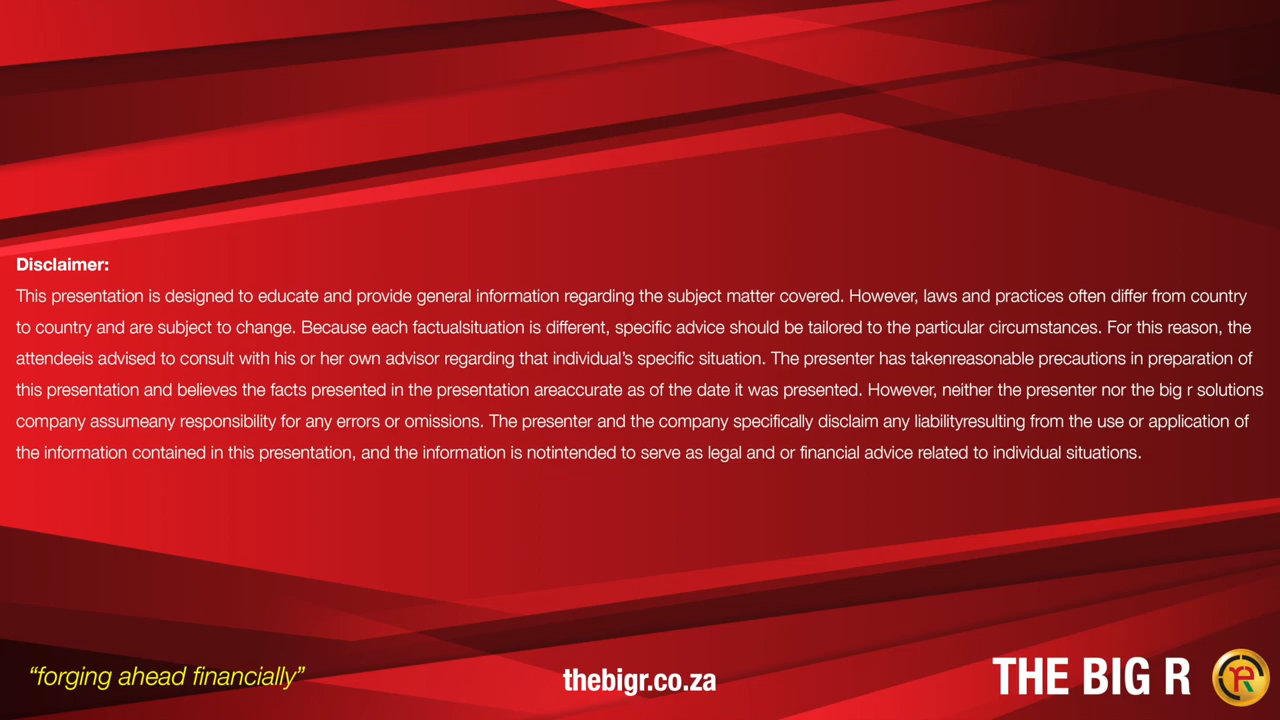 Disclaimer:
This presentation is designed to educate and provide general information regarding the subject matter covered. However, laws and practices often differ from country
to country and are subject to change. Because each factualsituation is different, specific advice should be tailored to the particular circumstances. For this reason, the
attendeeis advised to consult with his or her own advisor regarding that individual's specific situation. The presenter has takenreasonable precautions in preparation of
this presentation and believes the facts presented in the presentation areaccurate as of the date it was presented. However, neither the presenter nor the big r solutions
company assumeany responsibility for any errors or omissions. The presenter and the company specifically disclaim any liabilityresulting from the use or application of
the information contained in this presentation, and the information is notintended to serve as legal and or financial advice related to individual situations.
“forging ahead financially”
thebigr.co.za
THE BIG R